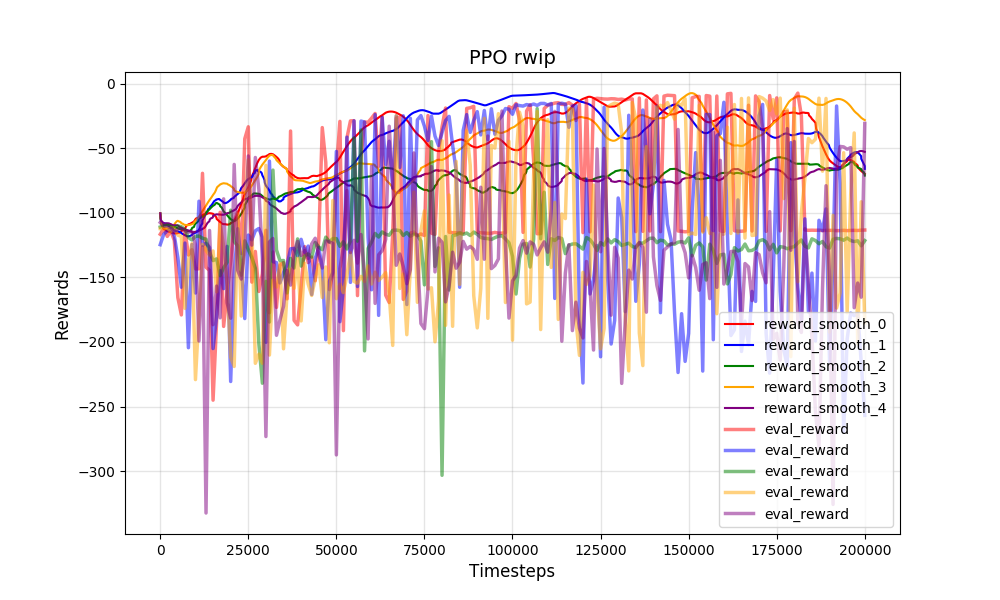 PPO rwip
Rewards
0
−50
−100
−150
−200
−250
−300
reward_smooth_0
reward_smooth_1
reward_smooth_2
reward_smooth_3
reward_smooth_4
eval_reward
eval_reward
eval_reward
eval_reward
eval_reward
0
25000
50000
75000
100000
125000
150000
175000
200000
Timesteps